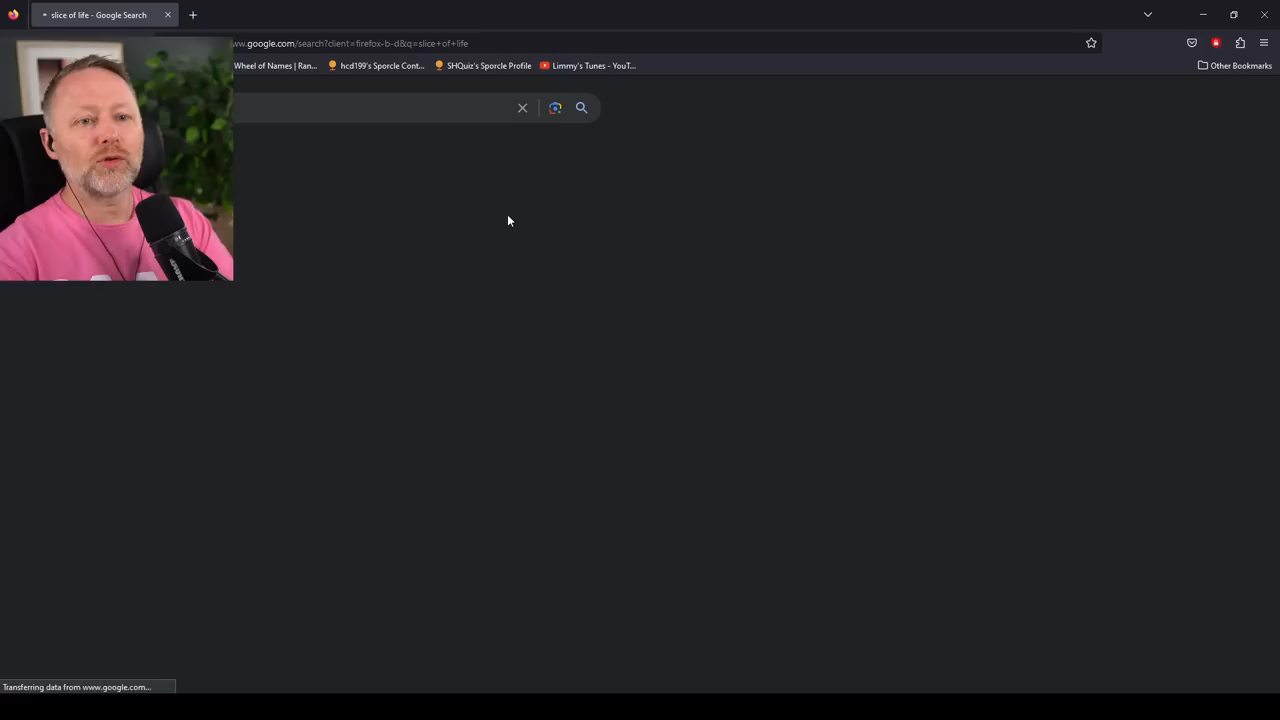 slice of life - Google Search
www.google.com/search?client=firefox-b-d&q=slice+of+life
Wheel of Names | Ran...
hcd199's Sporcle Cont...
SHQuiz's Sporcle Profile
Limmy's Tunes - YouT...
Other Bookmarks
Transferring data from www.google.com...